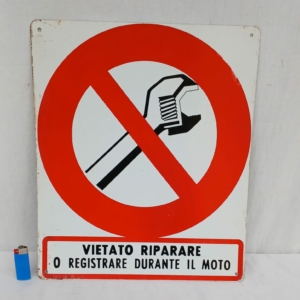 VIETATO RIPARARE
O REGISTRARE DURANTE IL MOTO